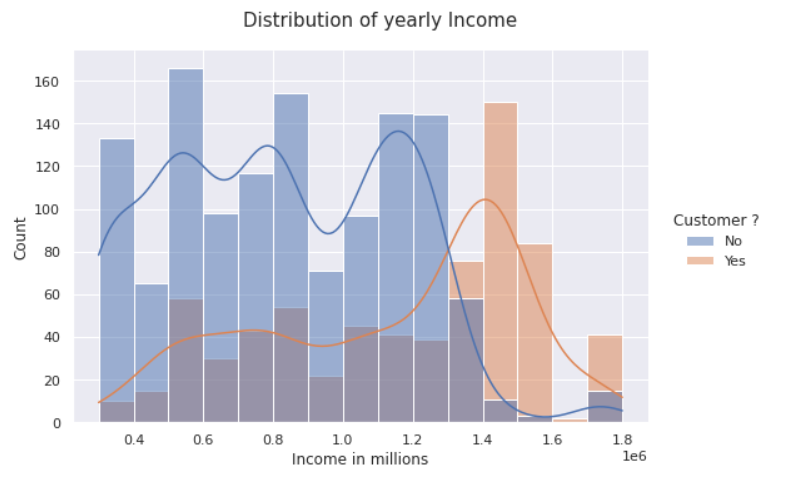 Distribution of yearly Income
160
140
120
100
80
60
40
20
0
Count
0.4 0.6 0.8 1.0 1.2 1.4 1.6 1.8
1e6
Income in millions
Customer ?
No
Yes